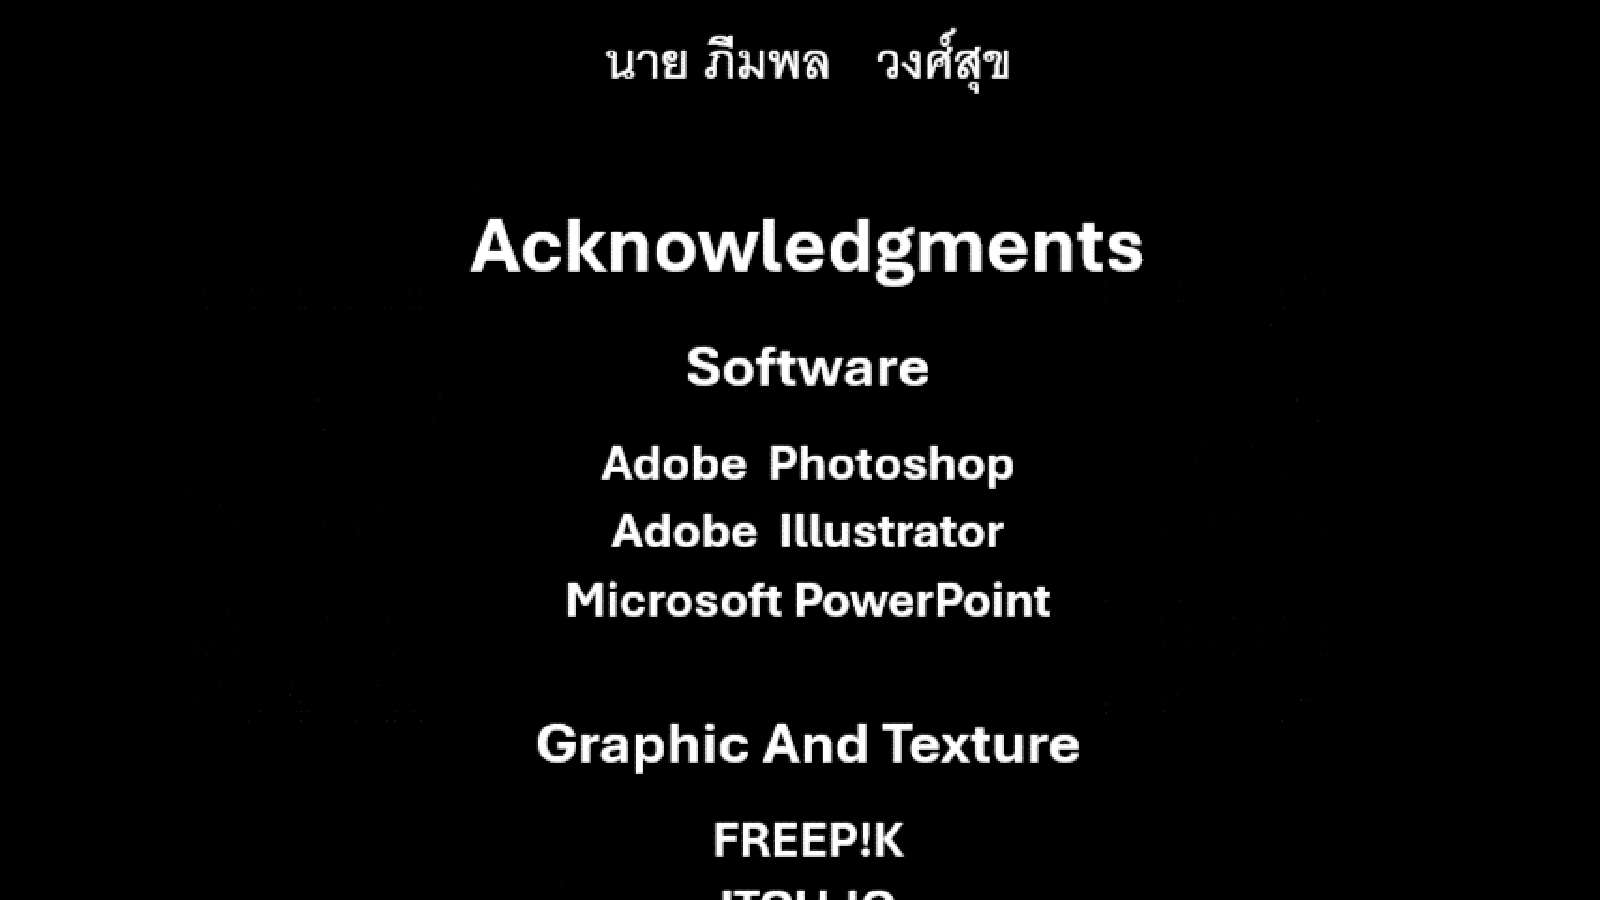 นาย ภีมพล วงศ์สุข
Acknowledgments
Software
Adobe Photoshop
Adobe Illustrator
Microsoft PowerPoint
Graphic And Texture
FREEP!K